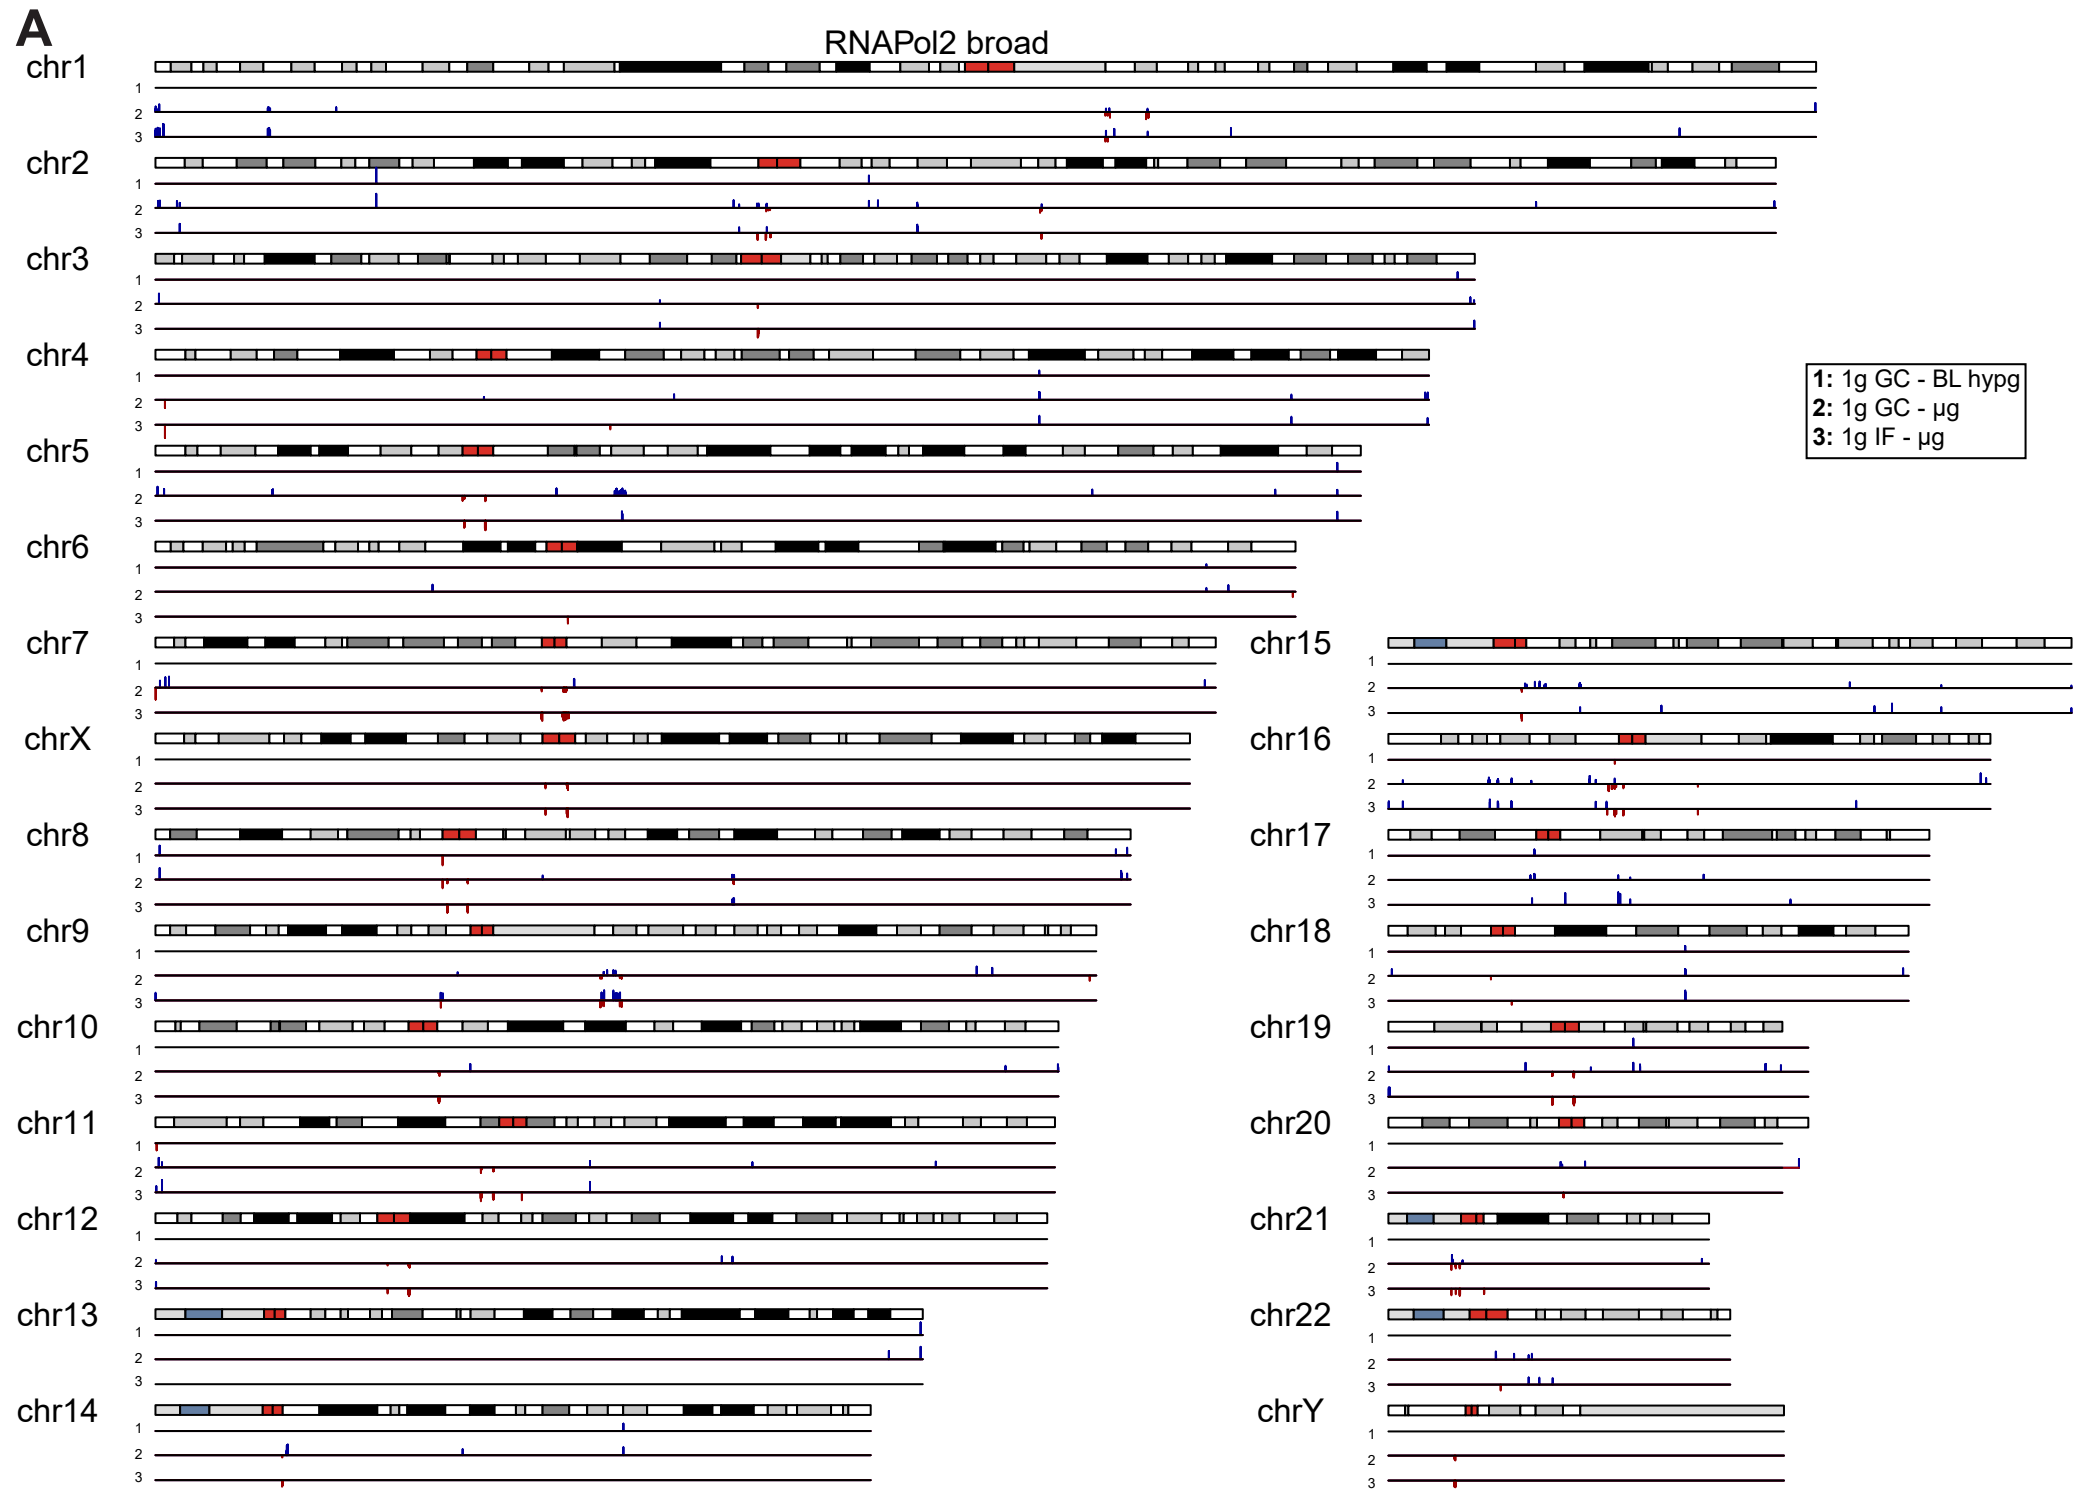 A
RNAPol2 broad
chr1
1
2
3
chr2
1
2
3
chr3
1
2
3
chr4
1
2
3
1: 1g GC - BL hypg
2: 1g GC - µg
3: 1g IF - µg
chr5
1
2
3
chr6
1
2
3
chr7
1
2
3
chrX
1
2
3
chr8
1
2
3
chr9
1
2
3
chr10
1
2
3
chr11
1
2
3
chr12
1
2
3
chr13
1
2
3
chr14
1
2
3
chr15
1
2
3
chr16
1
2
3
chr17
1
2
3
chr18
1
2
3
chr19
1
2
3
chr20
1
2
3
chr21
1
2
3
chr22
1
2
3
chrY
1
2
3